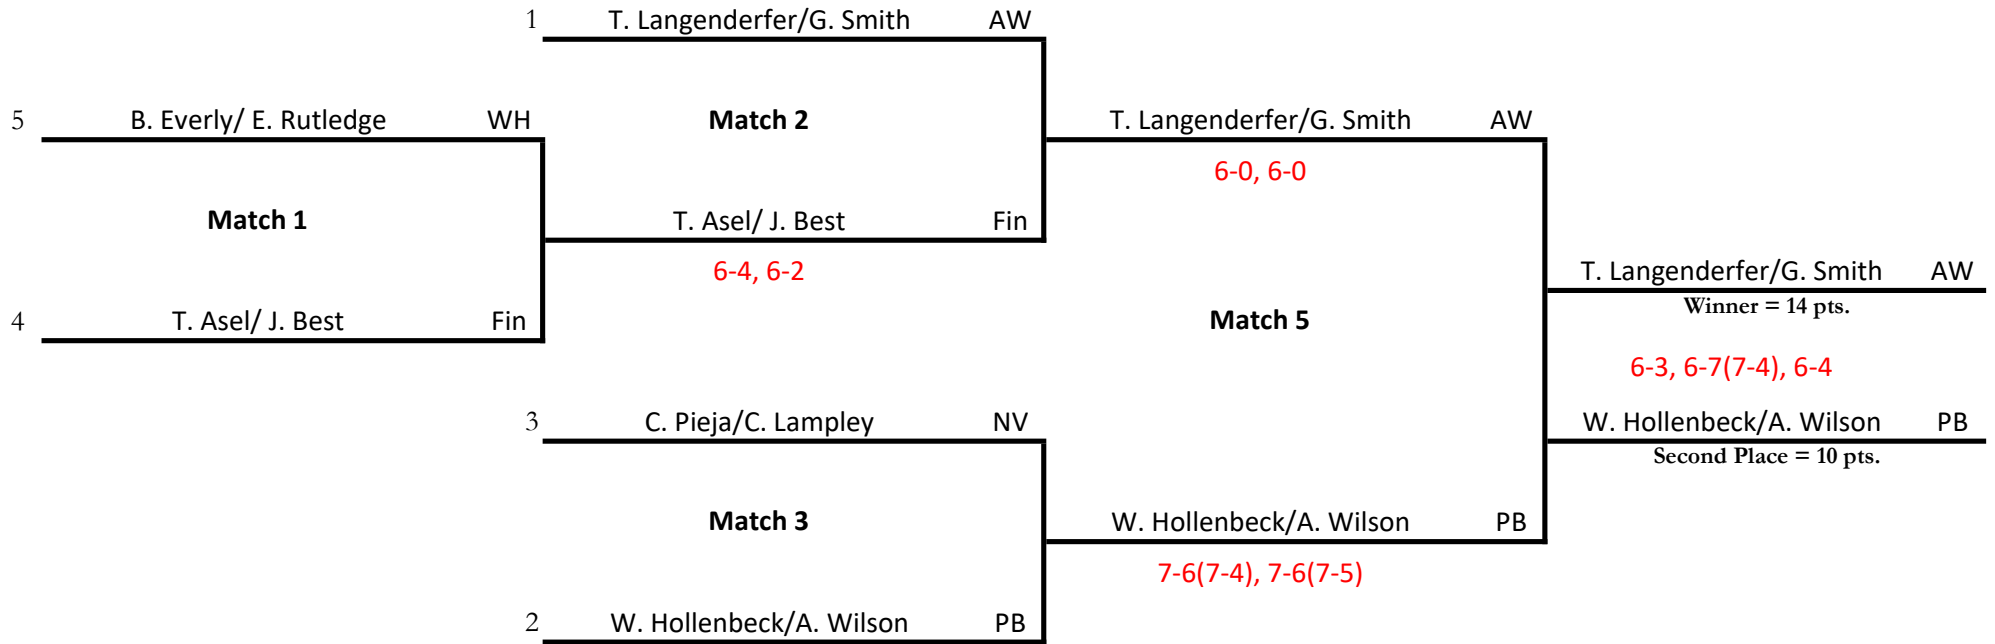 1 T. Langenderfer/G. Smith AW
5 B. Everly/ E. Rutledge WH Match 2 T. Langenderfer/G. Smith AW
6-0, 6-0
Match 1 T. Asel/ J. Best Fin
6-4, 6-2 T. Langenderfer/G. Smith AW
Winner = 14 pts.
4 T. Asel/ J. Best Fin Match 5
6-3, 6-7(7-4), 6-4
3 C. Pieja/C. Lampley NV W. Hollenbeck/A. Wilson PB
Second Place = 10 pts.
Match 3 W. Hollenbeck/A. Wilson PB
7-6(7-4), 7-6(7-5)
2 W. Hollenbeck/A. Wilson PB